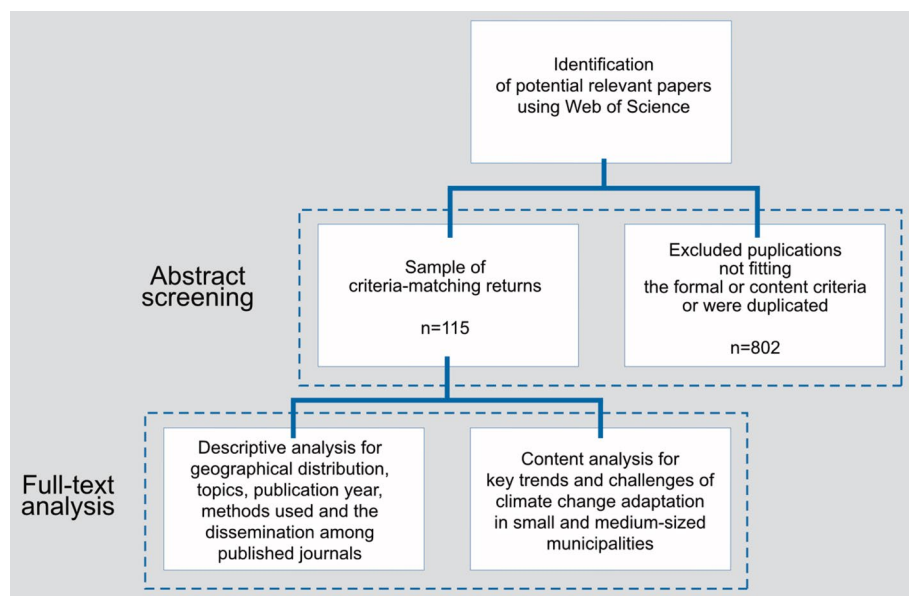 Identification
of potential relevant papers
using Web of Science
Abstract
screening
Sample of
criteria-matching returns
n=115
Excluded puplications
not fitting
the formal or content criteria
or were duplicated
n=802
Full-text
analysis
Descriptive analysis for
geographical distribution,
topics, publication year,
methods used and the
dissemination among
published journals
Content analysis for
key trends and challenges of
climate change adaptation
in small and medium-sized
municipalities